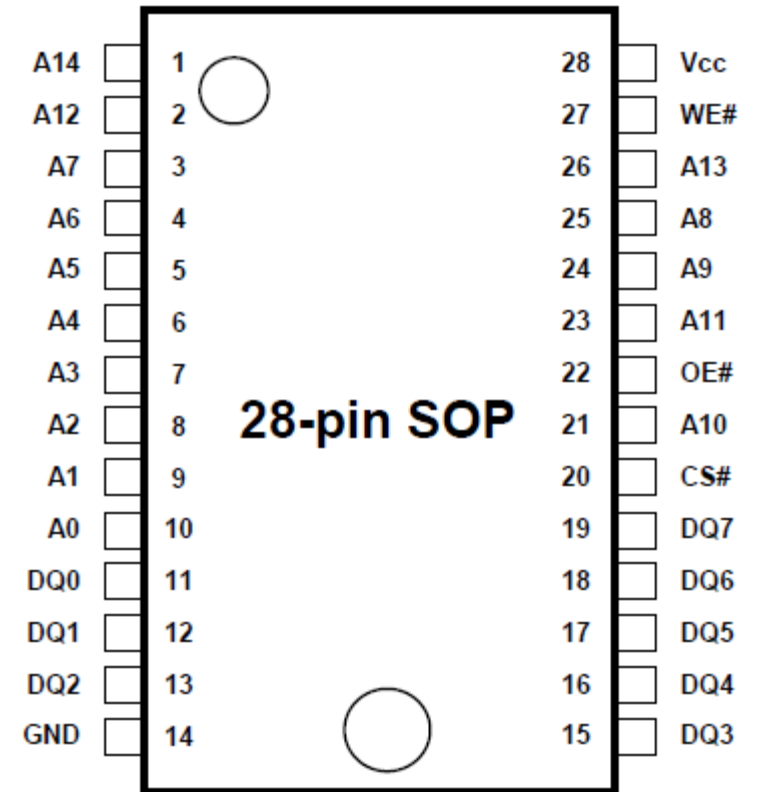 A14 1 28 Vcc
A12 2 27 WE#
A7 3 26 A13
A6 4 25 A8
A5 5 24 A9
A4 6 23 A11
A3 7 22 OE#
A2 8 28-pin SOP 21 A10
A1 9 20 CS#
A0 10 19 DQ7
DQ0 11 18 DQ6
DQ1 12 17 DQ5
DQ2 13 16 DQ4
GND 14 15 DQ3